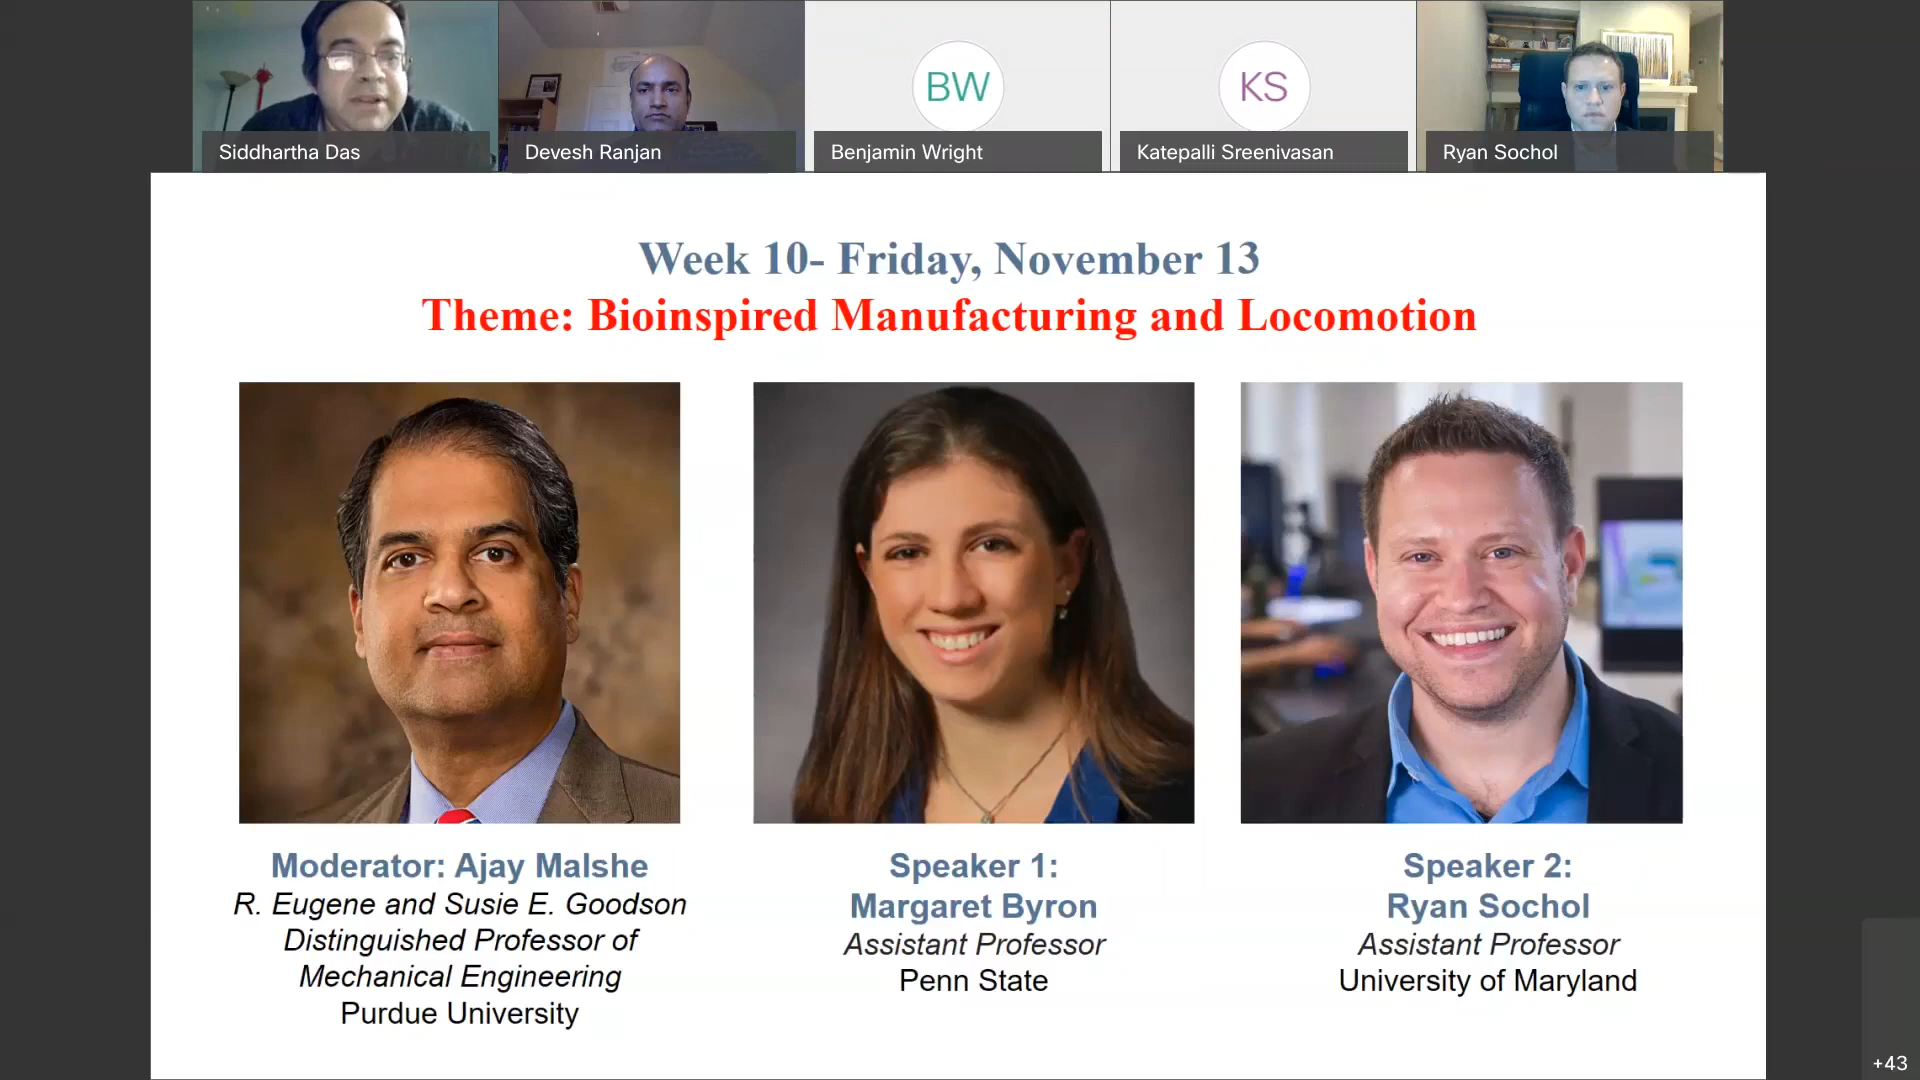 BW
KS
Siddhartha Das
Devesh Ranjan
Benjamin Wright
Katepalli Sreenivasan
Ryan Sochol
Week 10- Friday, November 13
Theme: Bioinspired Manufacturing and Locomotion
Moderator: Ajay Malshe
R. Eugene and Susie E. Goodson
Distinguished Professor of
Mechanical Engineering
Purdue University
Speaker 1:
Margaret Byron
Assistant Professor
Penn State
Speaker 2:
Ryan Sochol
Assistant Professor
University of Maryland
+43